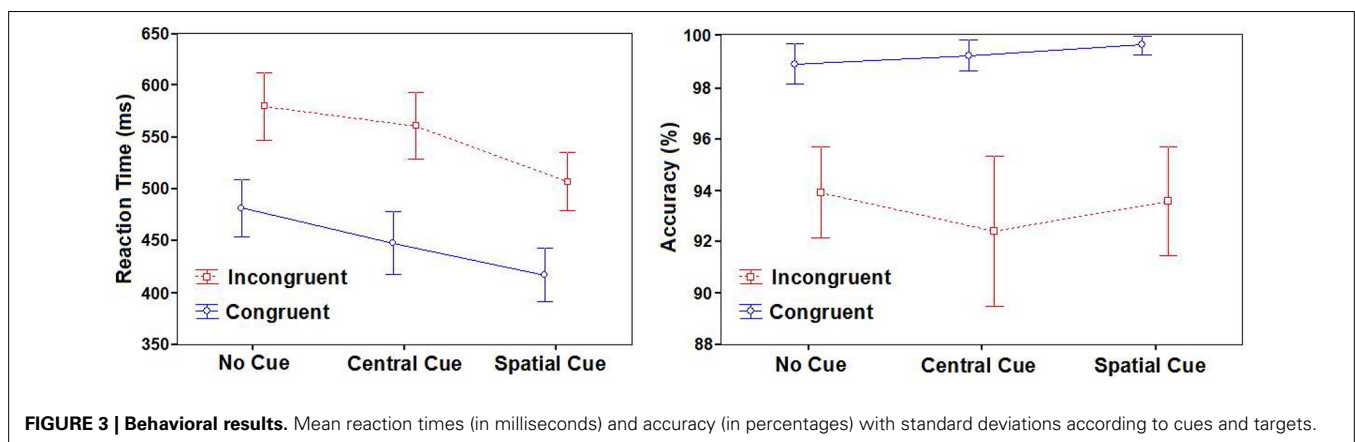 650
600
550
500
450
400
350
Reaction Time (ms)
Incongruent
Congruent
No Cue Central Cue Spatial Cue
100
98
96
94
92
90
88
Accuracy (%)
Incongruent
Congruent
No Cue Central Cue Spatial Cue
FIGURE 3 | Behavioral results. Mean reaction times (in milliseconds) and accuracy (in percentages) with standard deviations according to cues and targets.